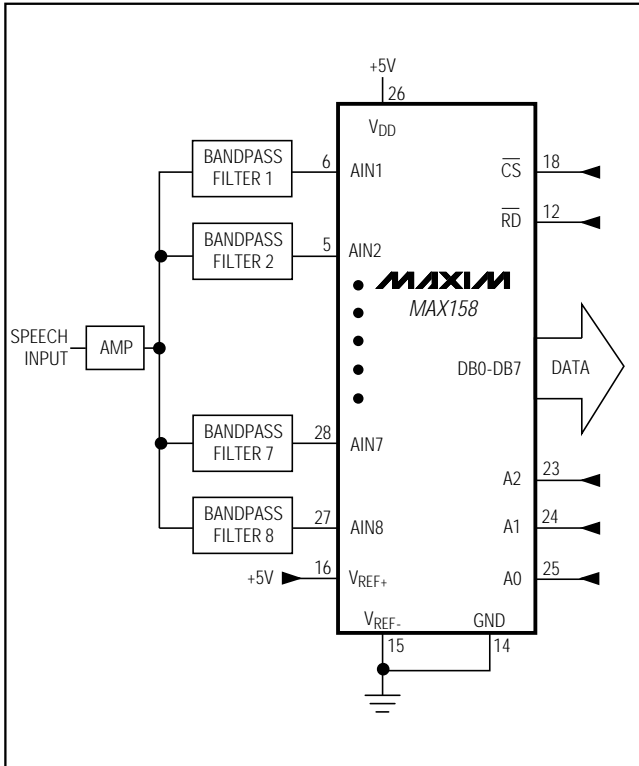 +5V
26
VDD
BANDPASS
FILTER 1
6
AIN1
CS
18
RD
12
BANDPASS
FILTER 2
5
AIN2
MAXIM
MAX158
SPEECH
INPUT
AMP
DB0-DB7
DATA
BANDPASS
FILTER 7
28
AIN7
A2
23
BANDPASS
FILTER 8
27
AIN8
A1
24
+5V
16
VREF+
A0
25
VREF-
GND
15
14